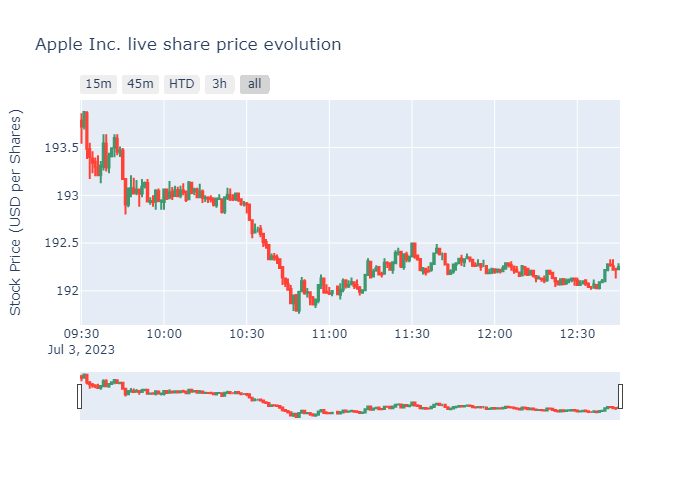 Apple Inc. live share price evolution
15m 45m HTD 3h all
Stock Price (USD per Shares)
193.5
193
192.5
192
09:30 10:00 10:30 11:00 11:30 12:00 12:30
Jul 3, 2023